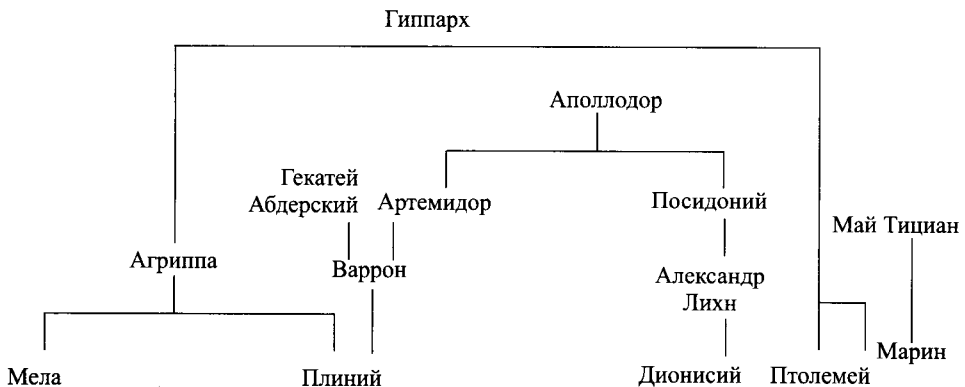 Гиппарх
Аполлодор
Гекатей
Абдерский
Артемидор
Посидоний
Май Тициан
Агриппа
Варрон
Александр
Лихн
Мела
Плиний
Дионисий
Птолемей
Марин